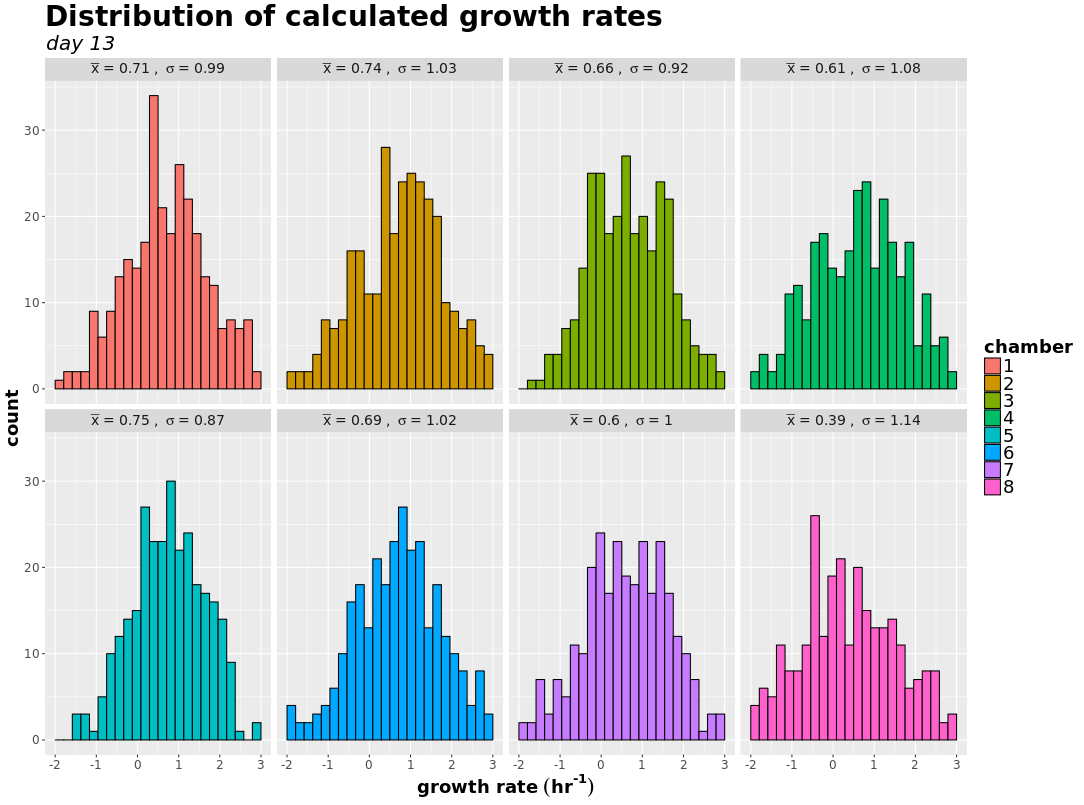 Distribution of calculated growth rates
day 13
x̅ = 0.71 , σ = 0.99
x̅ = 0.74 , σ = 1.03
x̅ = 0.66 , σ = 0.92
x̅ = 0.61 , σ = 1.08
30
20
10
0
x̅ = 0.75 , σ = 0.87
x̅ = 0.69 , σ = 1.02
x̅ = 0.6 , σ = 1
x̅ = 0.39 , σ = 1.14
30
20
10
0
-2 -1 0 1 2 3
-2 -1 0 1 2 3
-2 -1 0 1 2 3
-2 -1 0 1 2 3
growth rate (hr⁻¹)
count
chamber
1
2
3
4
5
6
7
8